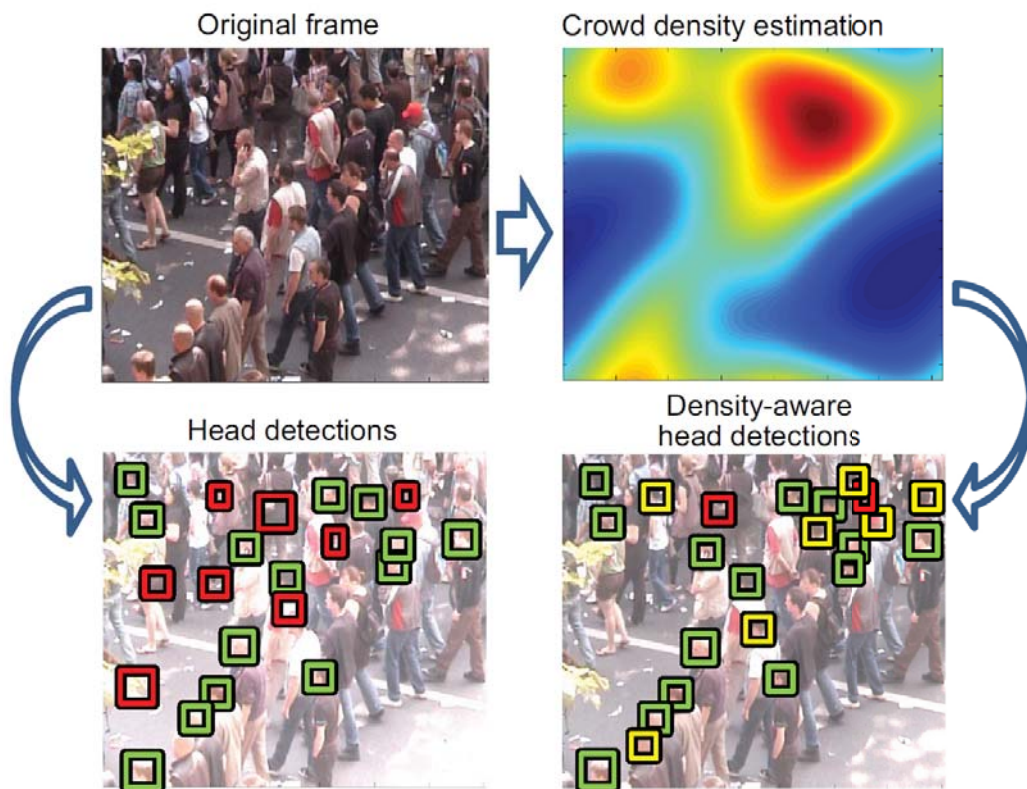 Original frame
Crowd density estimation
Head detections
Density-aware
head detections